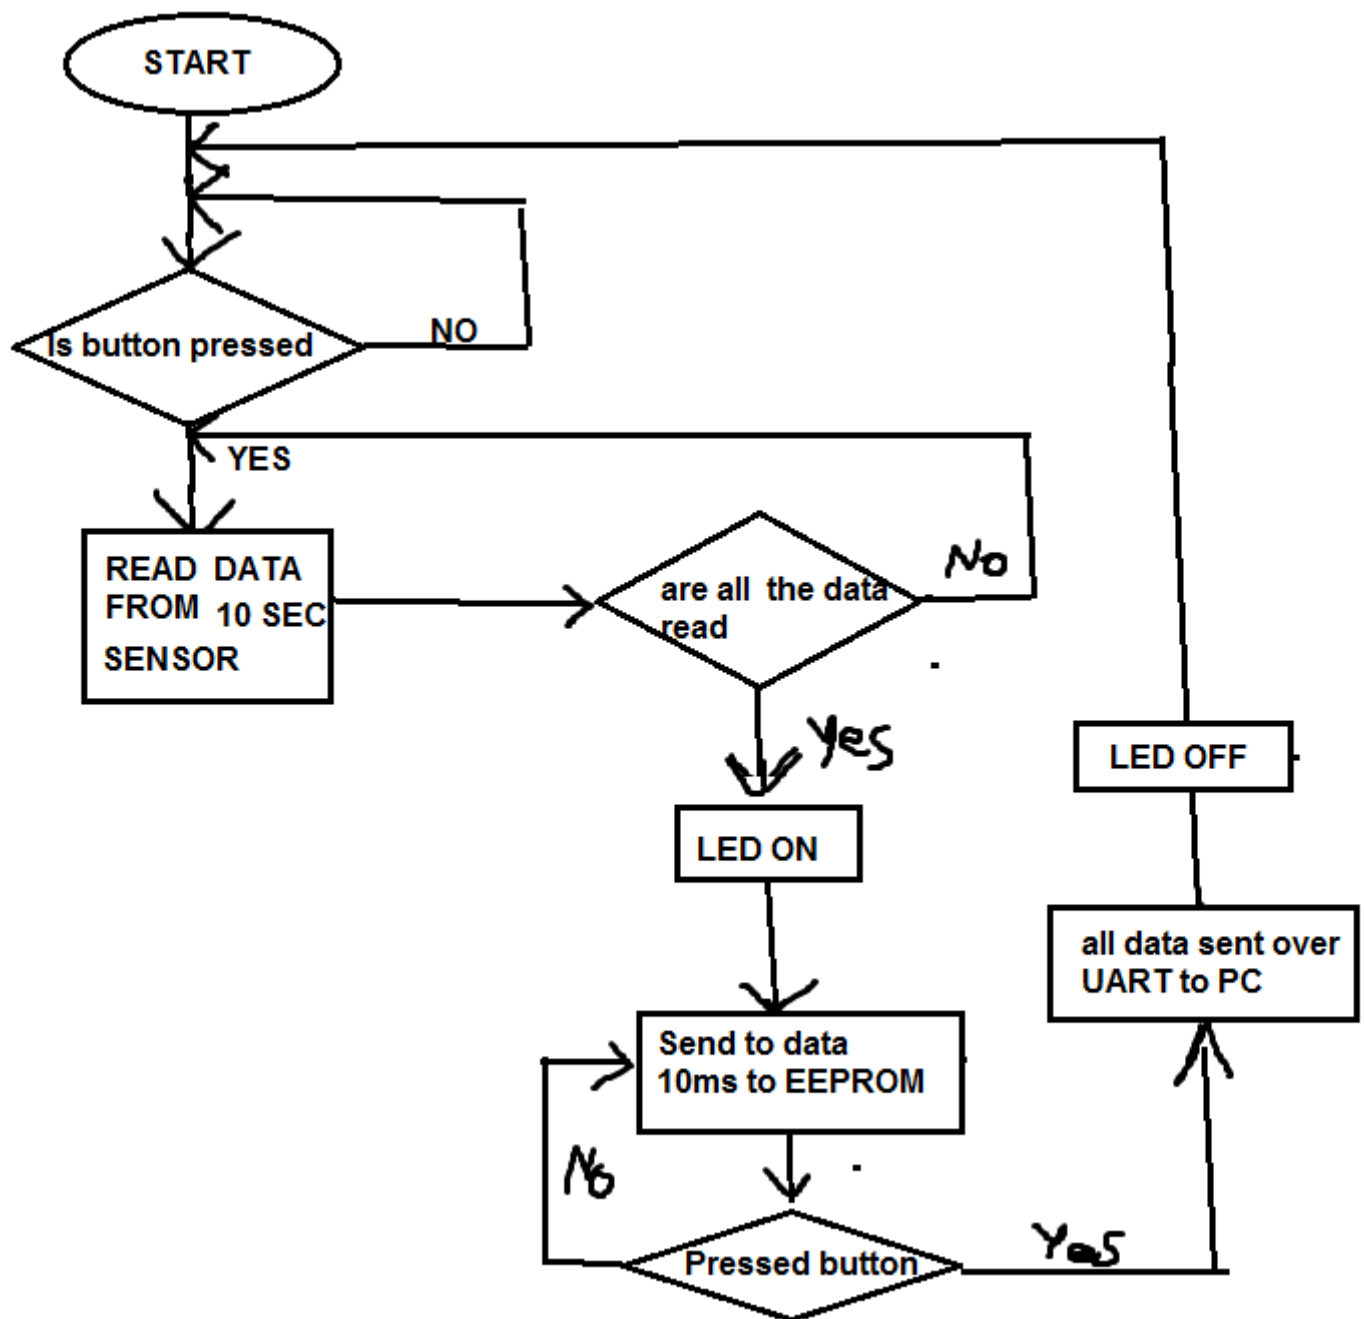 START
Is button pressed
NO
YES
READ DATA
FROM 10 SEC
SENSOR
are all the data
read
No
Yes
LED ON
Send to data
10ms to EEPROM
No
Pressed button
Yes
all data sent over
UART to PC
LED OFF